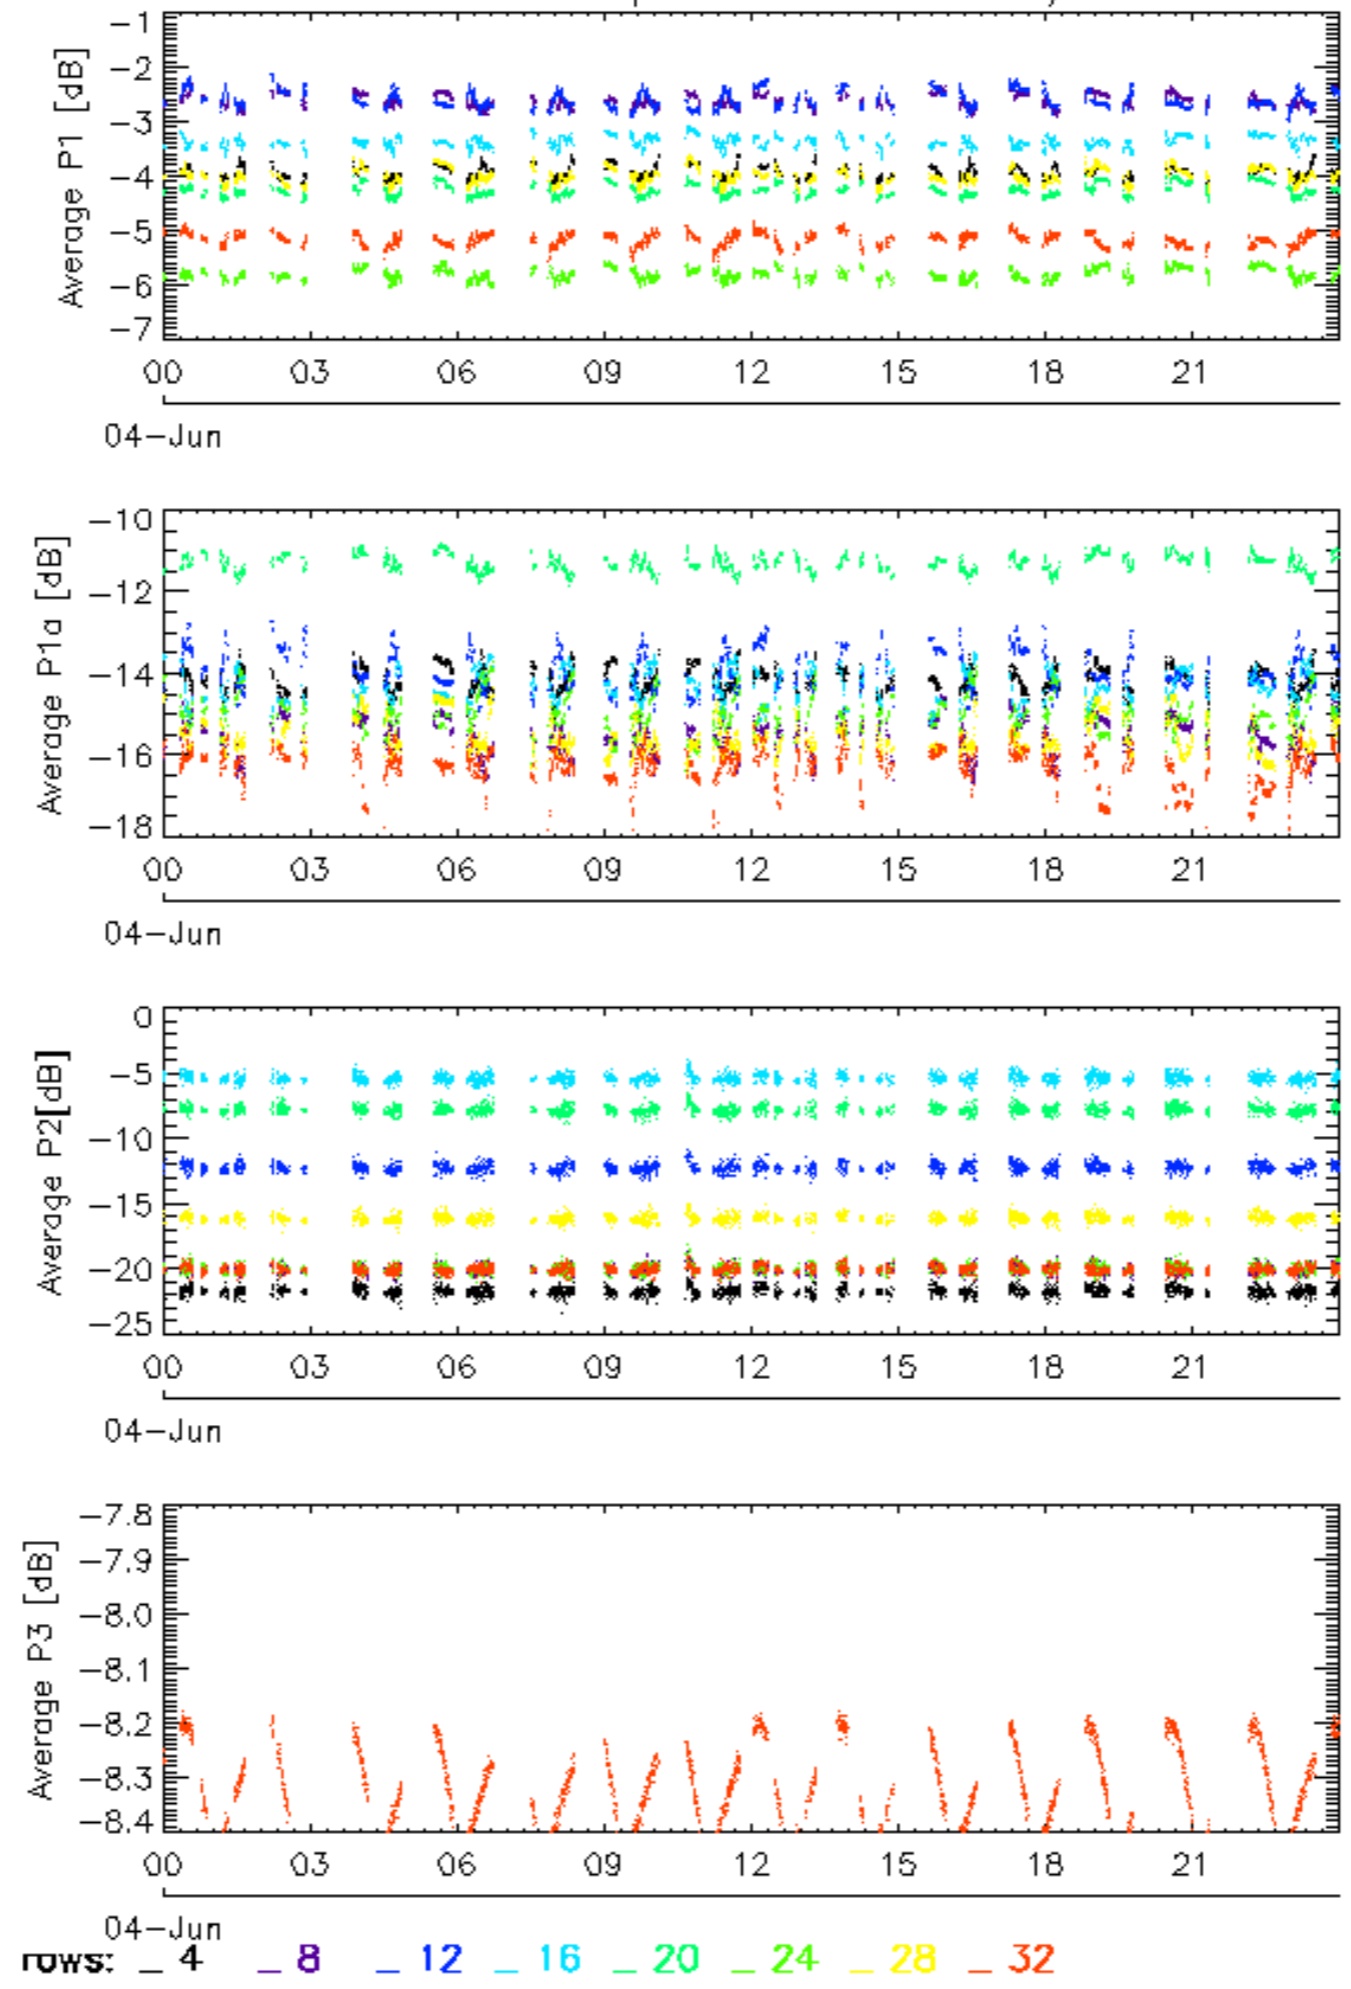 Average P1 [dB]
-1
-2
-3
-4
-5
-6
-7
00 03 06 09 12 15 18 21
04-Jun
Average P1a [dB]
-10
-12
-14
-16
-18
00 03 06 09 12 15 18 21
04-Jun
Average P2[dB]
0
-5
-10
-15
-20
-25
00 03 06 09 12 15 18 21
04-Jun
Average P3 [dB]
-7.8
-7.9
-8.0
-8.1
-8.2
-8.3
-8.4
00 03 06 09 12 15 18 21
04-Jun
rows: _ 4 _ 8 _ 12 _ 16 _ 20 _ 24 _ 28 _ 32